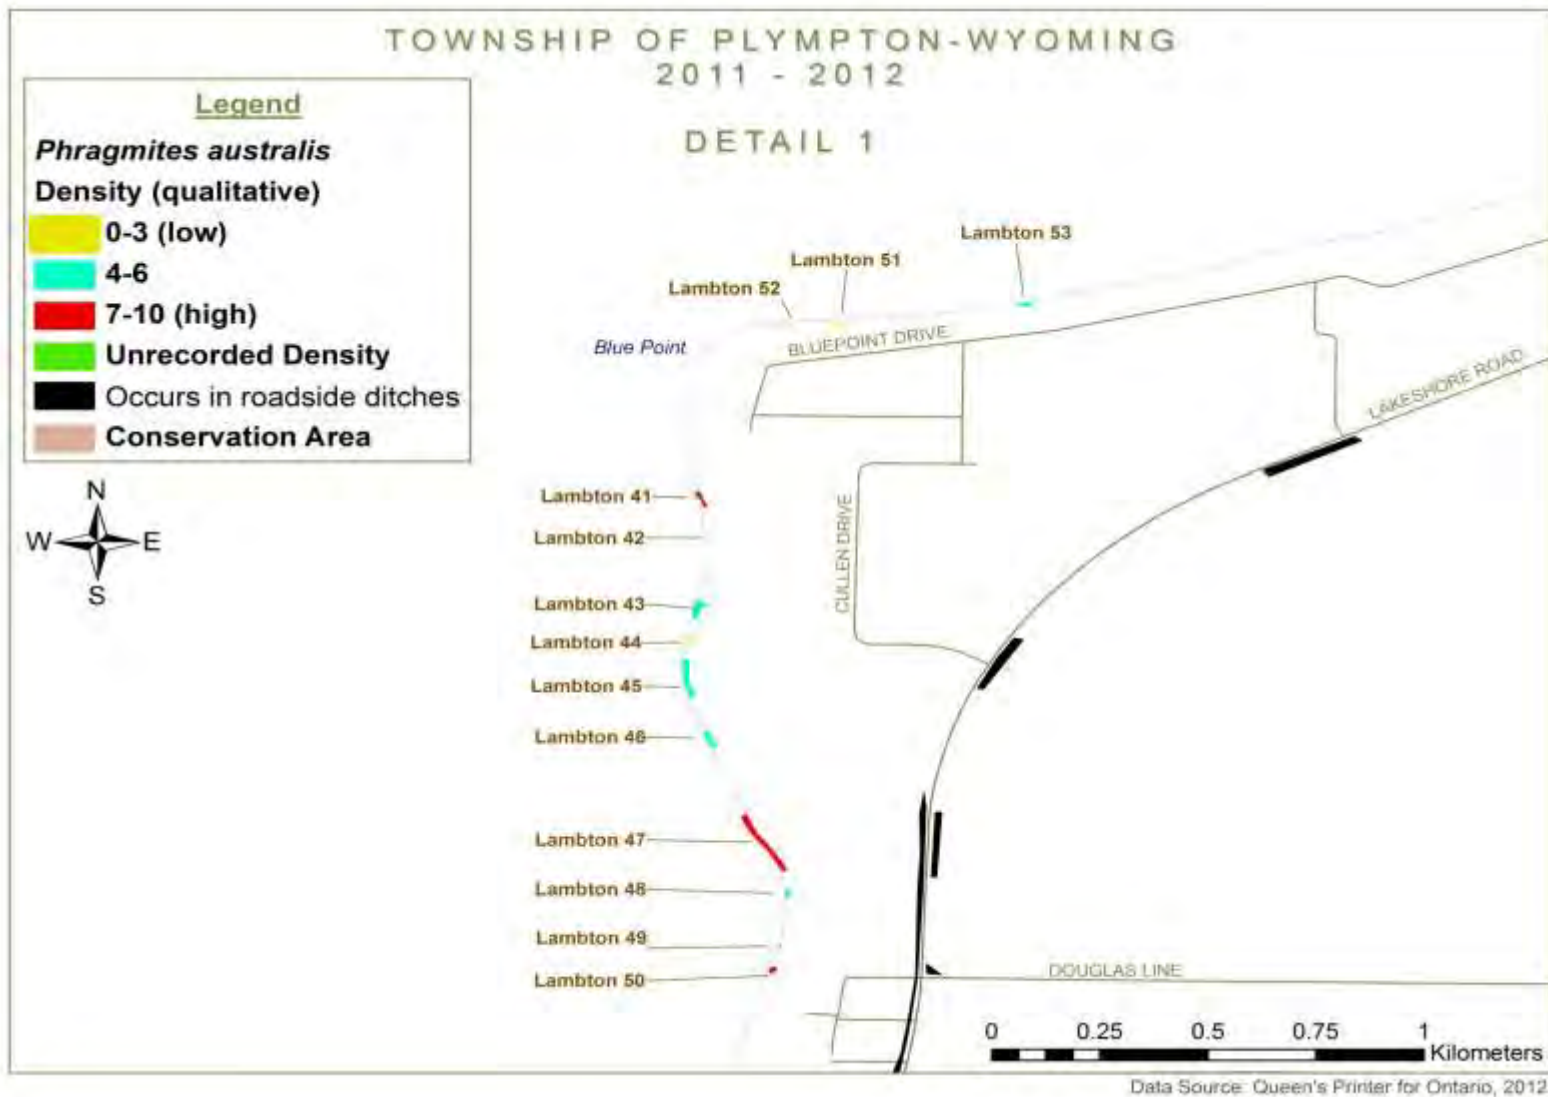 TOWNSHIP OF PLYMPTON-WYOMING
2011 - 2012
DETAIL 1
Legend
Phragmites australis
Density (qualitative)
0-3 (low)
4-6
7-10 (high)
Unrecorded Density
Occurs in roadside ditches
Conservation Area
N
W E
S
Lambton 53
Lambton 51
Lambton 52
Blue Point
BLUEPOINT DRIVE
LAKESHORE ROAD
CULLEN DRIVE
Lambton 41
Lambton 42
Lambton 43
Lambton 44
Lambton 45
Lambton 46
Lambton 47
Lambton 48
Lambton 49
Lambton 50
DOUGLAS LINE
0 0.25 0.5 0.75 1
Kilometers
Data Source: Queen's Printer for Ontario, 2012